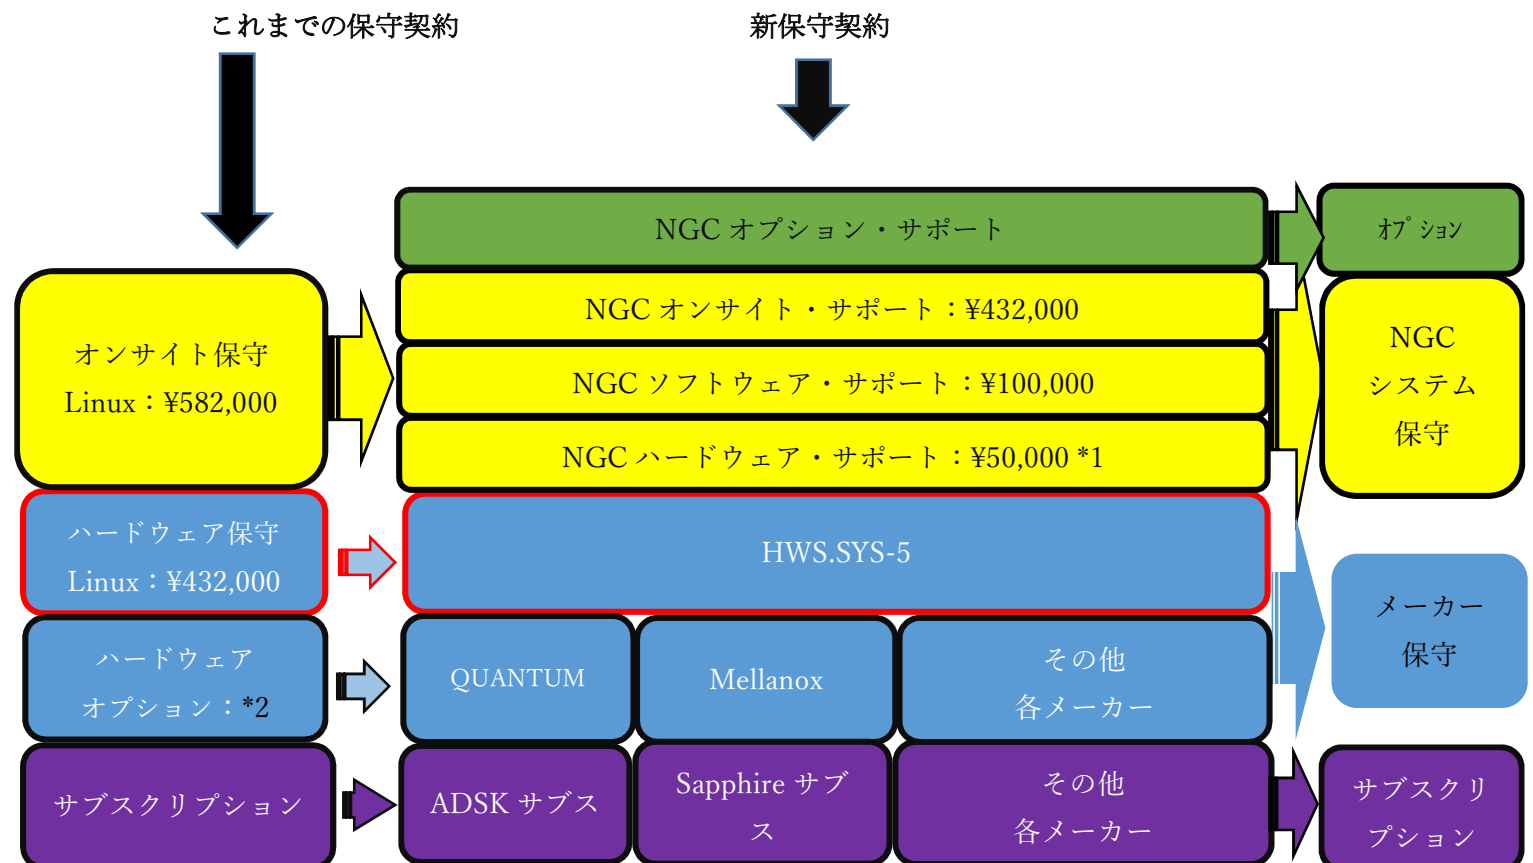 これまでの保守契約
新保守契約
NGC オプション・サポート
ｵﾌﾟｼｮﾝ
オンサイト保守
Linux：¥582,000
NGC オンサイト・サポート：¥432,000
NGC ソフトウェア・サポート：¥100,000
NGC ハードウェア・サポート：¥50,000 *1
NGC
システム
保守
ハードウェア保守
Linux：¥432,000
HWS.SYS-5
メーカー
保守
ハードウェア
オプション：*2
QUANTUM
Mellanox
その他
各メーカー
サブスクリプション
ADSK サブス
Sapphire サブ
ス
その他
各メーカー
サブスクリ
プション